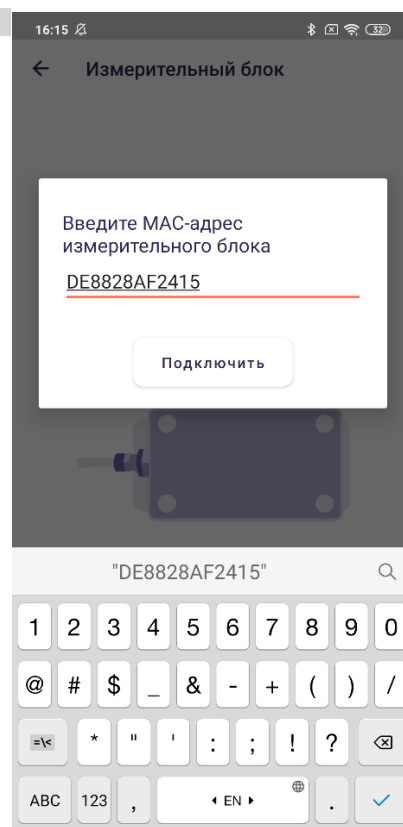 16:15 32
Измерительный блок
Введите MAC-адрес
измерительного блока
DE8828AF2415
Подключить
"DE8828AF2415"
1 2 3 4 5 6 7 8 9 0
@ # $ _ & - + ( ) /
=\< * " ' : ; ! ?
ABC 123 , EN .